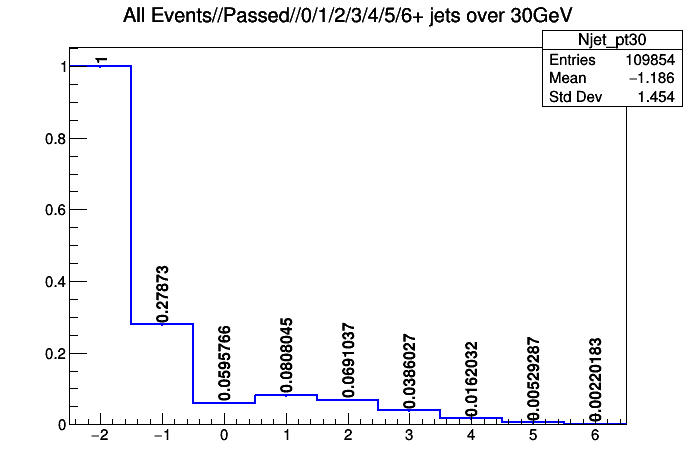 All Events//Passed//0/1/2/3/4/5/6+ jets over 30GeV
Njet_pt30
Entries 109854
Mean −1.186
Std Dev 1.454
1
0.8
0.6
0.4
0.2
0
1
0.27873
0.0595766
0.0808045
0.0691037
0.0386027
0.0162032
0.00529287
0.00220183
−2 −1 0 1 2 3 4 5 6